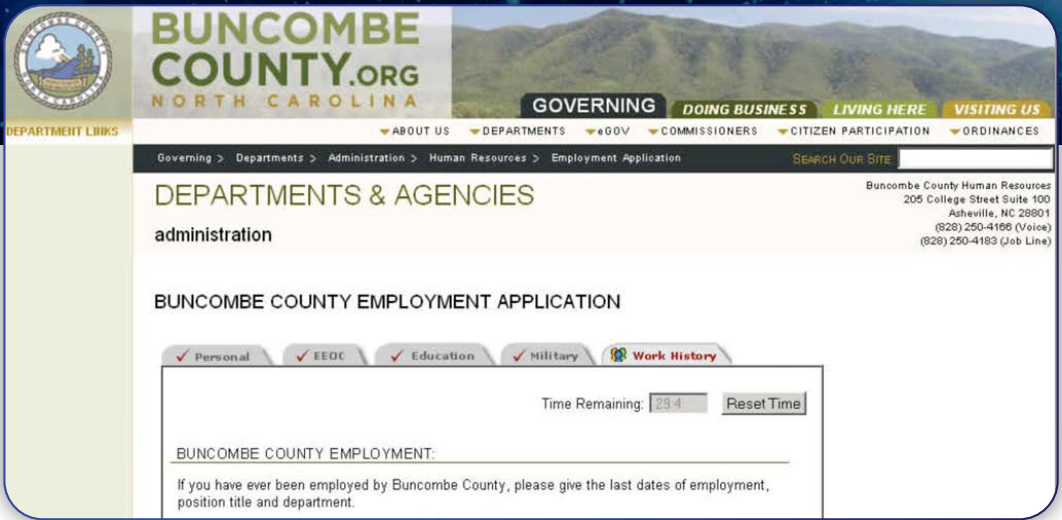 BUNCOMBE
COUNTY.ORG
NORTH CAROLINA
GOVERNING DOING BUSINESS LIVING HERE VISITING US
DEPARTMENT LINKS
ABOUT US DEPARTMENTS eGOV COMMISSIONERS CITIZEN PARTICIPATION ORDINANCES
Governing > Departments > Administration > Human Resources > Employment Application SEARCH OUR SITE
DEPARTMENTS & AGENCIES
administration
Buncombe County Human Resources
205 College Street Suite 100
Asheville, NC 28801
(828) 250-4166 (Voice)
(828) 250-4183 (Job Line)
BUNCOMBE COUNTY EMPLOYMENT APPLICATION
Personal EEOC Education Military Work History
Time Remaining: 29:4 Reset Time
BUNCOMBE COUNTY EMPLOYMENT:
If you have ever been employed by Buncombe County, please give the last dates of employment,
position title and department.